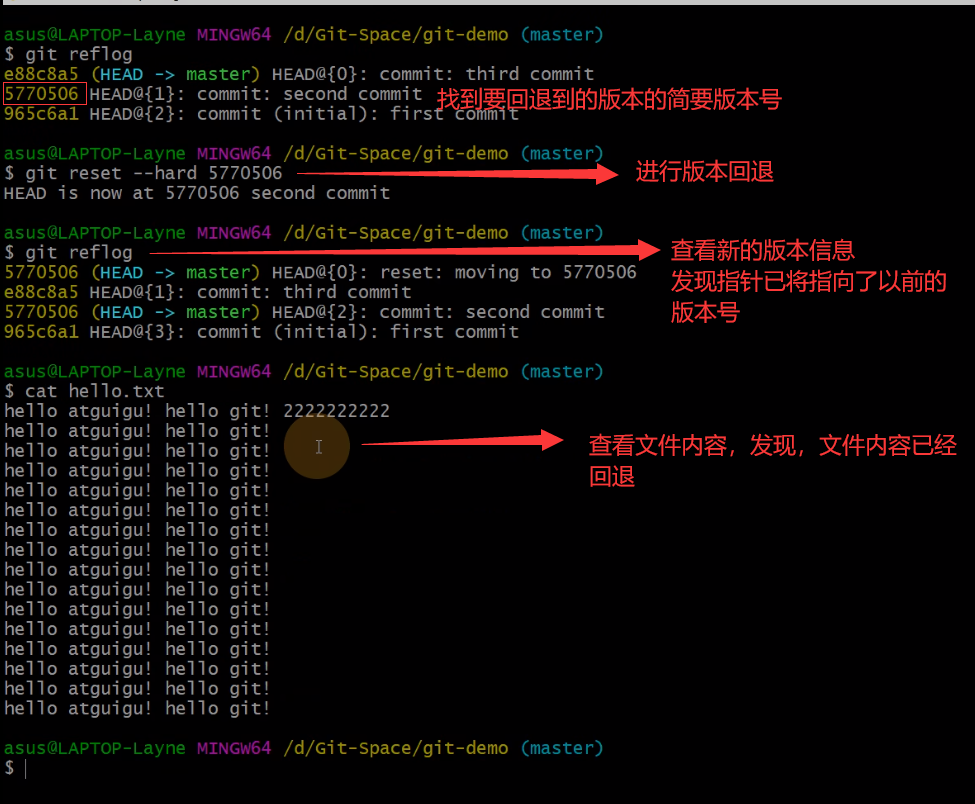 asus@LAPTOP-Layne MINGW64 /d/Git-Space/git-demo (master)
$ git reflog
e88c8a5 (HEAD -> master) HEAD@{0}: commit: third commit
5770506 HEAD@{1}: commit: second commit
找到要回退到的版本的简要版本号
965c6a1 HEAD@{2}: commit (initial): first commit
asus@LAPTOP-Layne MINGW64 /d/Git-Space/git-demo (master)
$ git reset --hard 5770506
进行版本回退
HEAD is now at 5770506 second commit
asus@LAPTOP-Layne MINGW64 /d/Git-Space/git-demo (master)
$ git reflog
查看新的版本信息
发现指针已将指向了以前的
版本号
5770506 (HEAD -> master) HEAD@{0}: reset: moving to 5770506
e88c8a5 HEAD@{1}: commit: third commit
5770506 (HEAD -> master) HEAD@{2}: commit: second commit
965c6a1 HEAD@{3}: commit (initial): first commit
asus@LAPTOP-Layne MINGW64 /d/Git-Space/git-demo (master)
$ cat hello.txt
hello atguigu! hello git! 2222222222
hello atguigu! hello git!
hello atguigu! hello git!
查看文件内容，发现，文件内容已经
回退
hello atguigu! hello git!
hello atguigu! hello git!
hello atguigu! hello git!
hello atguigu! hello git!
hello atguigu! hello git!
hello atguigu! hello git!
hello atguigu! hello git!
hello atguigu! hello git!
hello atguigu! hello git!
hello atguigu! hello git!
hello atguigu! hello git!
hello atguigu! hello git!
hello atguigu! hello git!
asus@LAPTOP-Layne MINGW64 /d/Git-Space/git-demo (master)
$